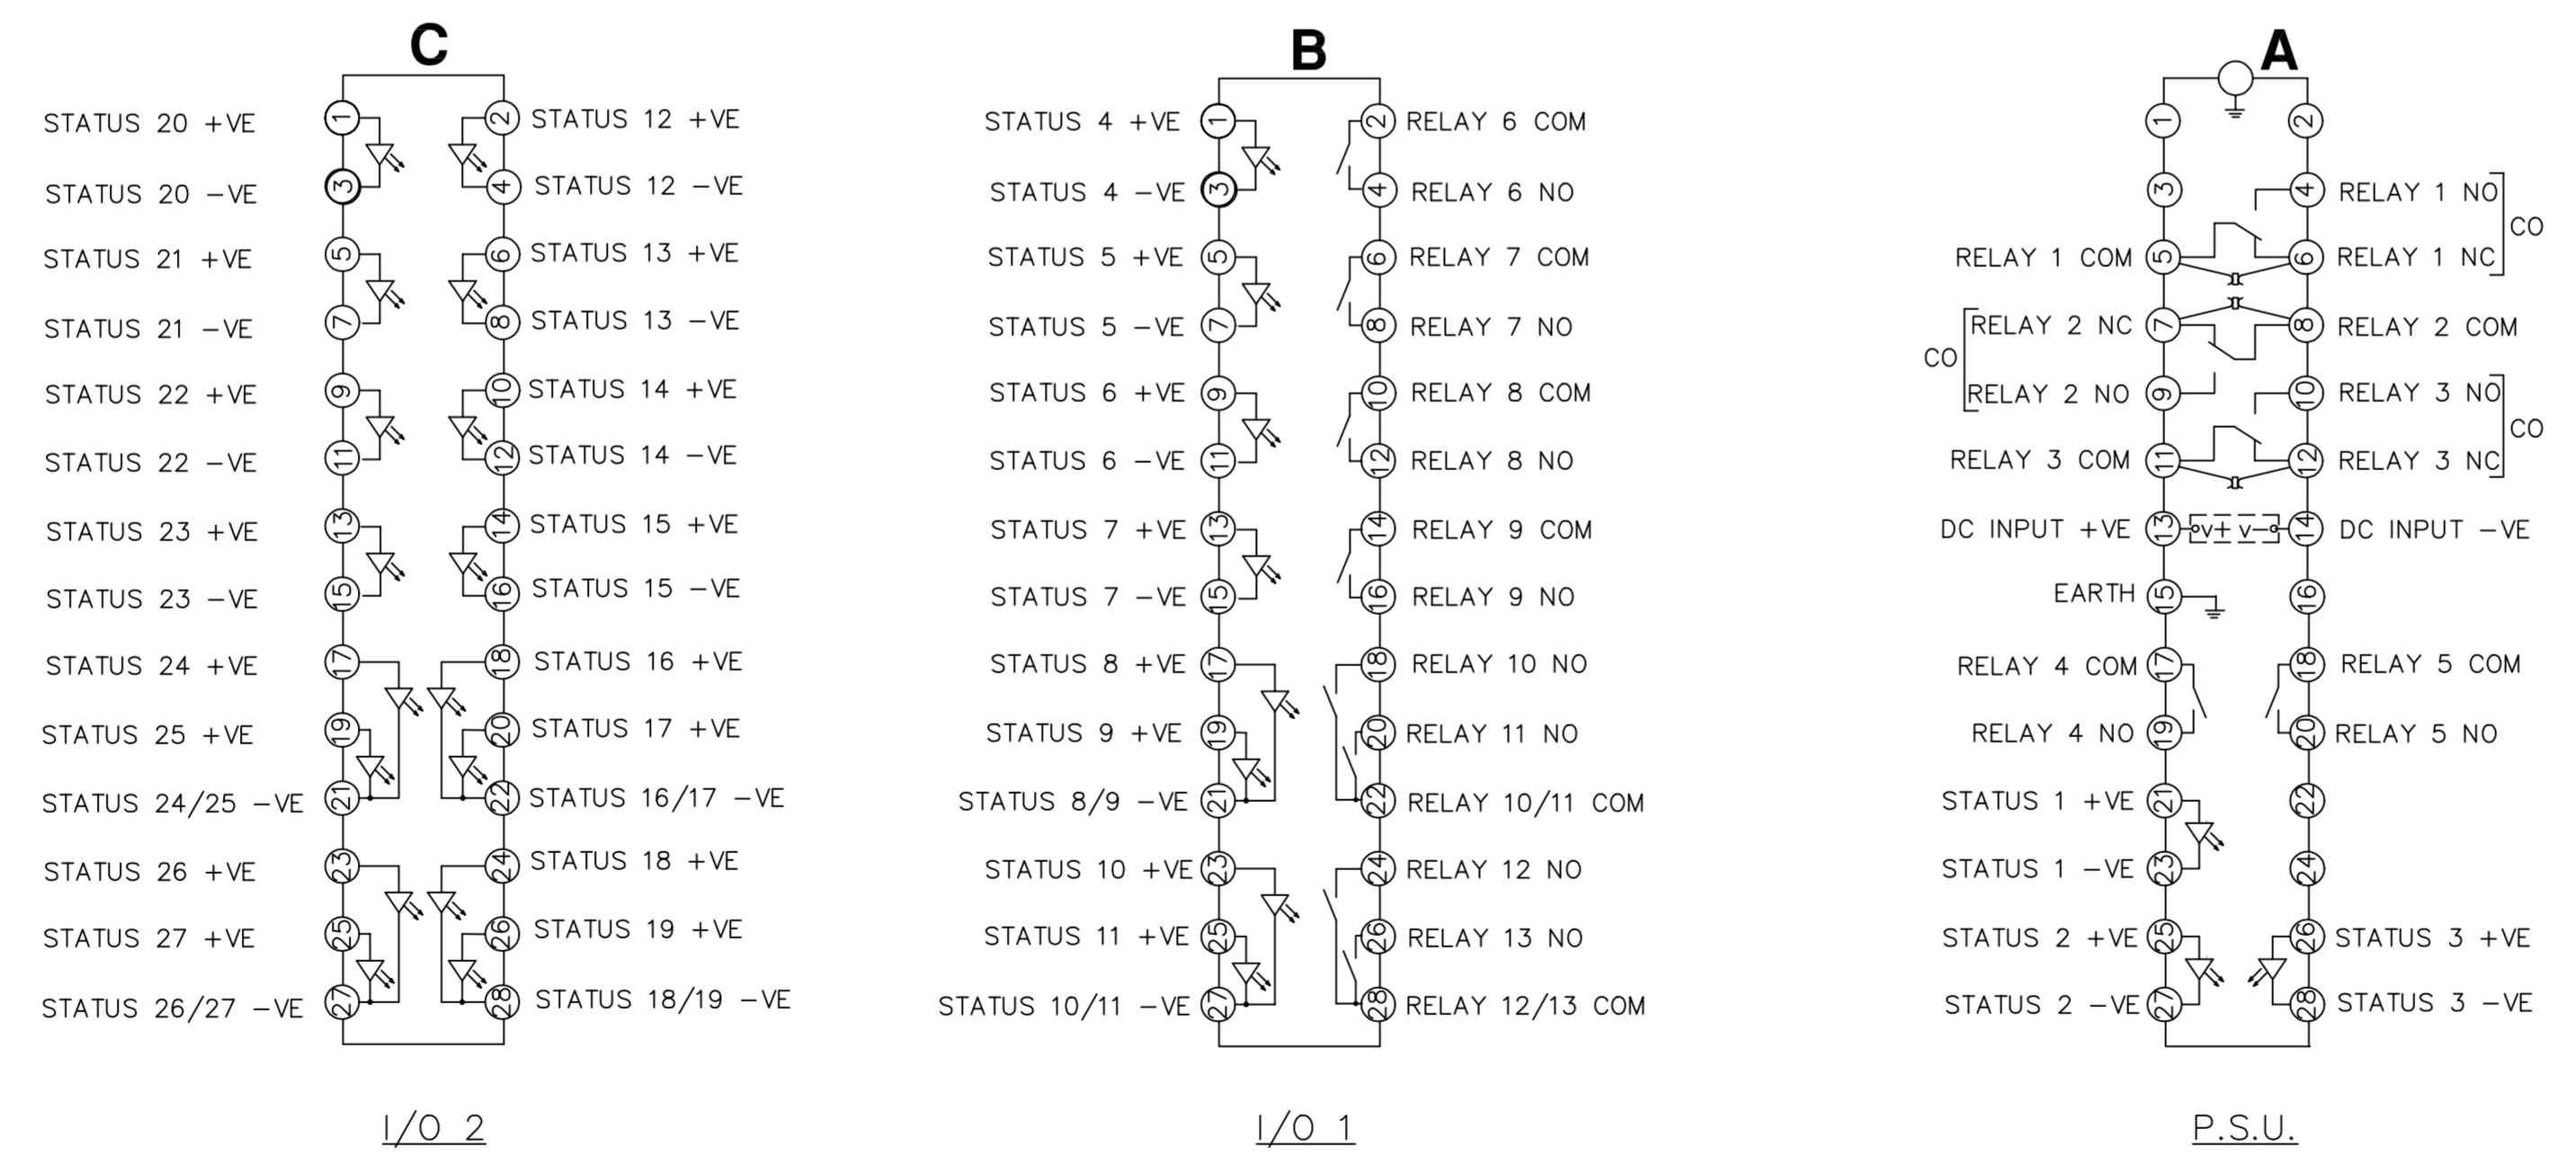 C
STATUS 20 +VE 1 2 STATUS 12 +VE
STATUS 20 −VE 3 4 STATUS 12 −VE
STATUS 21 +VE 5 6 STATUS 13 +VE
STATUS 21 −VE 7 8 STATUS 13 −VE
STATUS 22 +VE 9 10 STATUS 14 +VE
STATUS 22 −VE 11 12 STATUS 14 −VE
STATUS 23 +VE 13 14 STATUS 15 +VE
STATUS 23 −VE 15 16 STATUS 15 −VE
STATUS 24 +VE 17 18 STATUS 16 +VE
STATUS 25 +VE 19 20 STATUS 17 +VE
STATUS 24/25 −VE 21 22 STATUS 16/17 −VE
STATUS 26 +VE 23 24 STATUS 18 +VE
STATUS 27 +VE 25 26 STATUS 19 +VE
STATUS 26/27 −VE 27 28 STATUS 18/19 −VE
I/O 2
B
STATUS 4 +VE 1 2 RELAY 6 COM
STATUS 4 −VE 3 4 RELAY 6 NO
STATUS 5 +VE 5 6 RELAY 7 COM
STATUS 5 −VE 7 8 RELAY 7 NO
STATUS 6 +VE 9 10 RELAY 8 COM
STATUS 6 −VE 11 12 RELAY 8 NO
STATUS 7 +VE 13 14 RELAY 9 COM
STATUS 7 −VE 15 16 RELAY 9 NO
STATUS 8 +VE 17 18 RELAY 10 NO
STATUS 9 +VE 19 20 RELAY 11 NO
STATUS 8/9 −VE 21 22 RELAY 10/11 COM
STATUS 10 +VE 23 24 RELAY 12 NO
STATUS 11 +VE 25 26 RELAY 13 NO
STATUS 10/11 −VE 27 28 RELAY 12/13 COM
I/O 1
A
1 2
3 4 RELAY 1 NO
CO
RELAY 1 COM 5 6 RELAY 1 NC
RELAY 2 NC 7 8 RELAY 2 COM
CO
RELAY 2 NO 9 10 RELAY 3 NO
CO
RELAY 3 COM 11 12 RELAY 3 NC
DC INPUT +VE 13 V+ V− 14 DC INPUT −VE
EARTH 15 16
RELAY 4 COM 17 18 RELAY 5 COM
RELAY 4 NO 19 20 RELAY 5 NO
STATUS 1 +VE 21 22
STATUS 1 −VE 23 24
STATUS 2 +VE 25 26 STATUS 3 +VE
STATUS 2 −VE 27 28 STATUS 3 −VE
P.S.U.